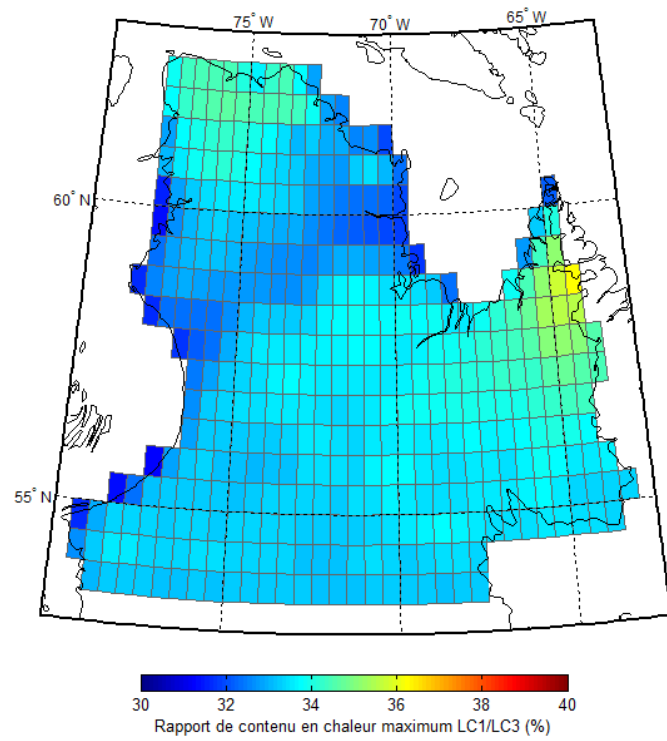 75° W 70° W 65° W
60° N
55° N
30 32 34 36 38 40
Rapport de contenu en chaleur maximum LC1/LC3 (%)